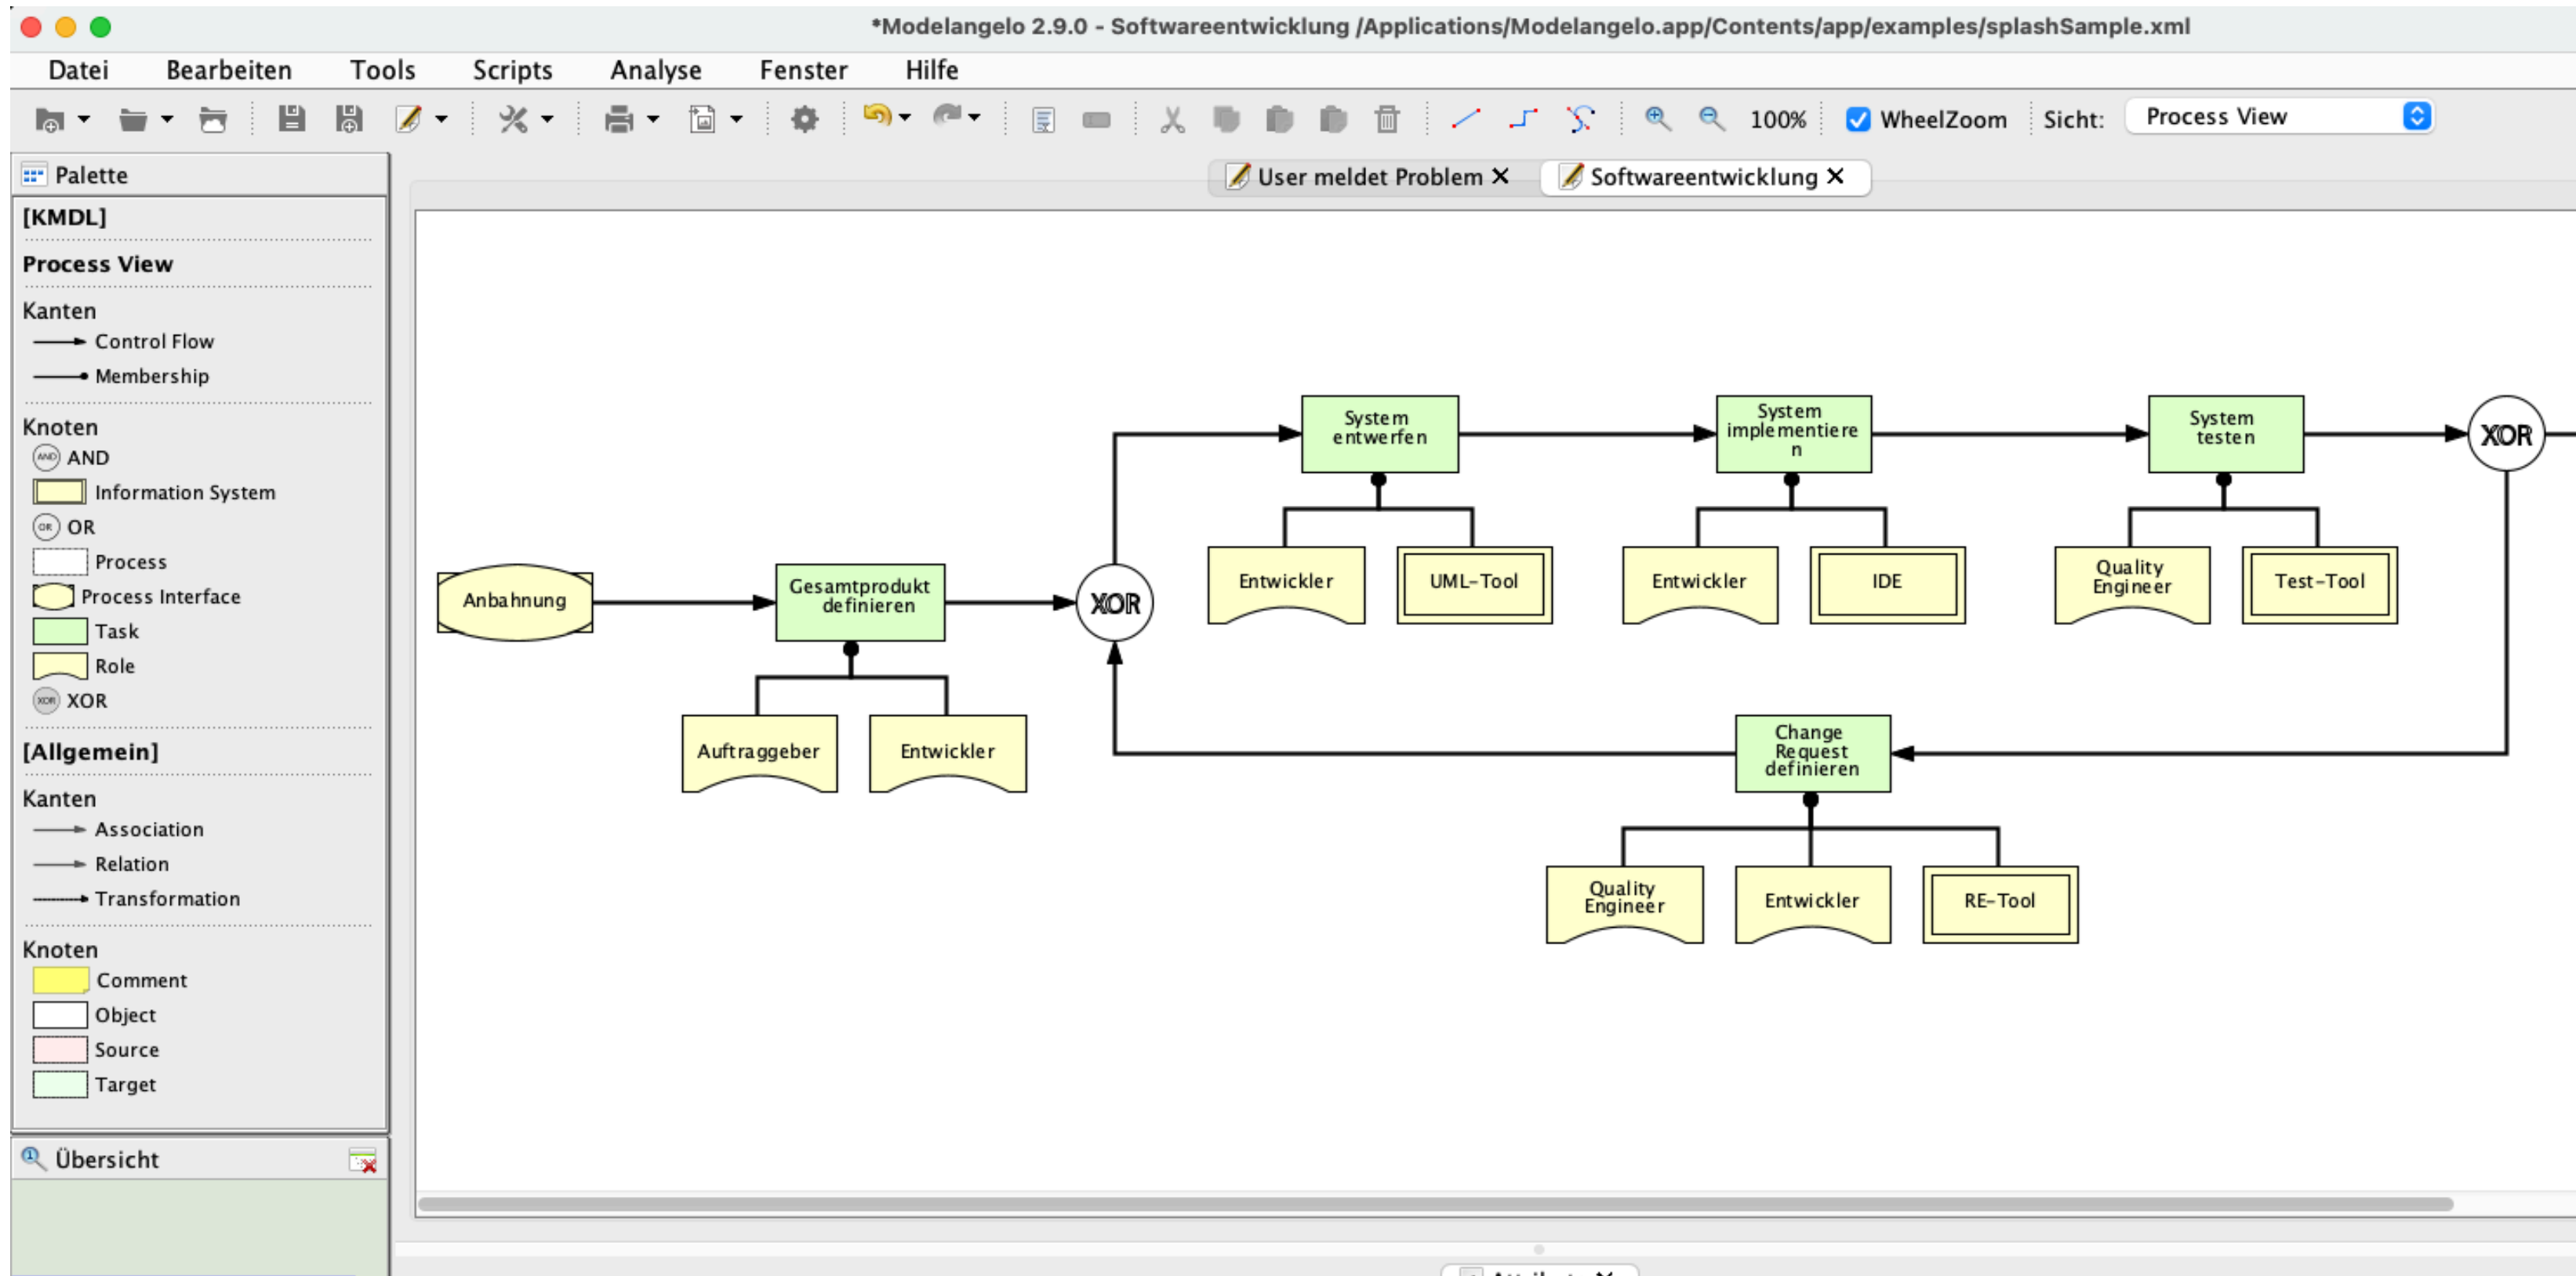 *Modelangelo 2.9.0 - Softwareentwicklung /Applications/Modelangelo.app/Contents/app/examples/splashSample.xml
Datei Bearbeiten Tools Scripts Analyse Fenster Hilfe
100% WheelZoom Sicht: Process View
Palette
[KMDL]
Process View
Kanten
Control Flow
Membership
Knoten
AND AND
Information System
OR OR
Process
Process Interface
Task
Role
XOR XOR
[Allgemein]
Kanten
Association
Relation
Transformation
Knoten
Comment
Object
Source
Target
Übersicht
User meldet Problem
Softwareentwicklung
Anbahnung
Gesamtprodukt
definieren
Auftraggeber
Entwickler
XOR
System
entwerfen
Entwickler
UML-Tool
System
implementiere
n
Entwickler
IDE
System
testen
Quality
Engineer
Test-Tool
XOR
Change
Request
definieren
Quality
Engineer
Entwickler
RE-Tool